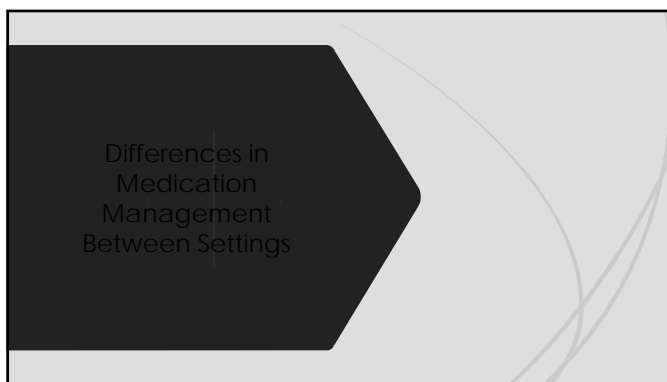 Differences in
Medication
Management
Between Settings